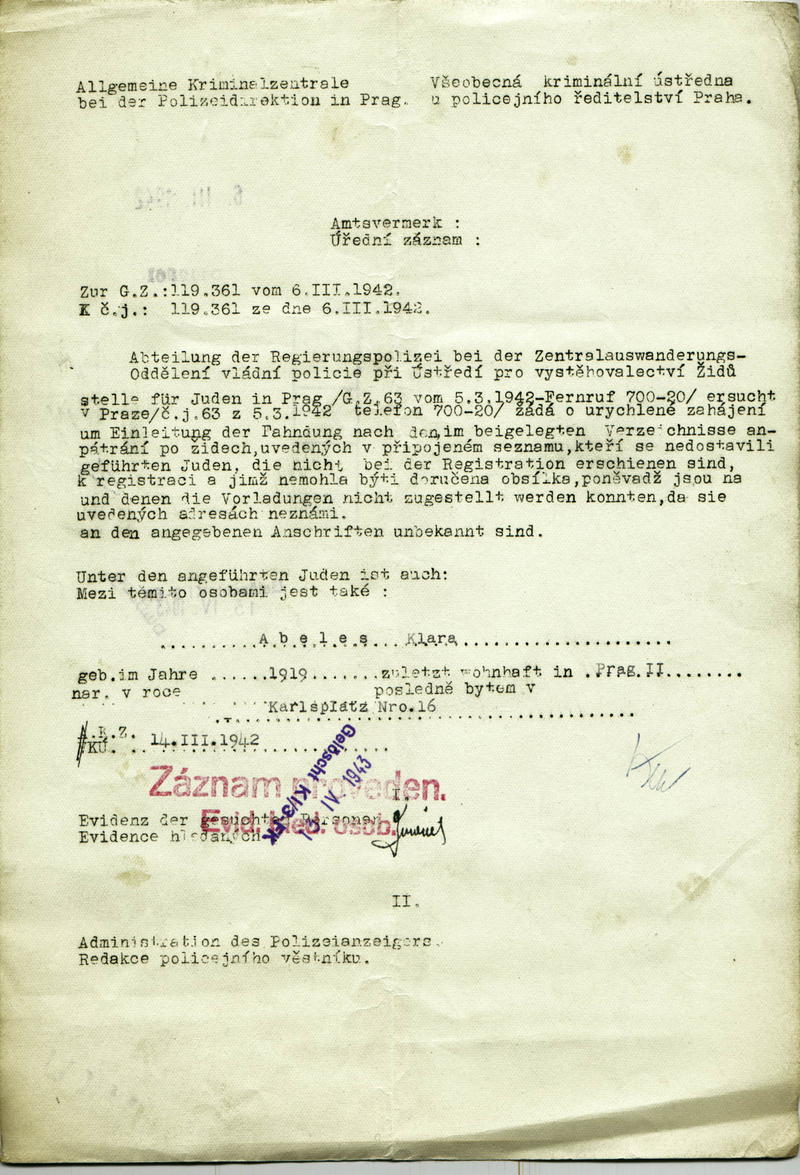 Allgemeine Kriminalzentrale
bei der Polizeidirektion in Prag.
Všeobecná kriminální ústředna
u policejního ředitelství Praha.
Amtsvermerk :
Úřední záznam :
Zur G.Z.:119.361 vom 6.III.1942.
K č.j.: 119.361 ze dne 6.III.1942.
Abteilung der Regierungspolizei bei der Zentralauswanderungs-
Oddělení vládní policie při Ústředí pro vystěhovalectví Židů
stelle für Juden in Prag /G.Z.63 vom 5.3.1942-Fernruf 700-20/ ersucht
v Praze/č.j.63 z 5.3.1942 telefon 700-20/ žádá o urychlené zahájení
um Einleitung der Fahndung nach den,im beigelegten Verzeichnisse an-
pátrání po židech,uvedených v připojeném seznamu,kteří se nedostavili
geführten Juden, die nicht bei der Registration erschienen sind,
k registraci a jimž nemohla býti doručena obsílka,poněvadž jsou na
und denen die Vorladungen nicht zugestellt werden konnten,da sie
uvedených adresách neznámi.
an den angegebenen Anschriften unbekannt sind.
Unter den angeführten Juden ist auch:
Mezi těmito osobami jest také :
............A.b.e.l.e.s....Klara......................
geb.im Jahre .......1919........zuletzt wohnhaft in .Prag.II.........
nar. v roce posledně bytem v
Karlsplatz Nro.16
14.III.1942
Gelöscht
IV. 1943
Záznam proveden.
I.
Evidenz der gesuchten Personen
Evid. hled. osob.
Evidence hledaných
II.
Administration des Polizeianzeigers.
Redakce policejního věstníku.